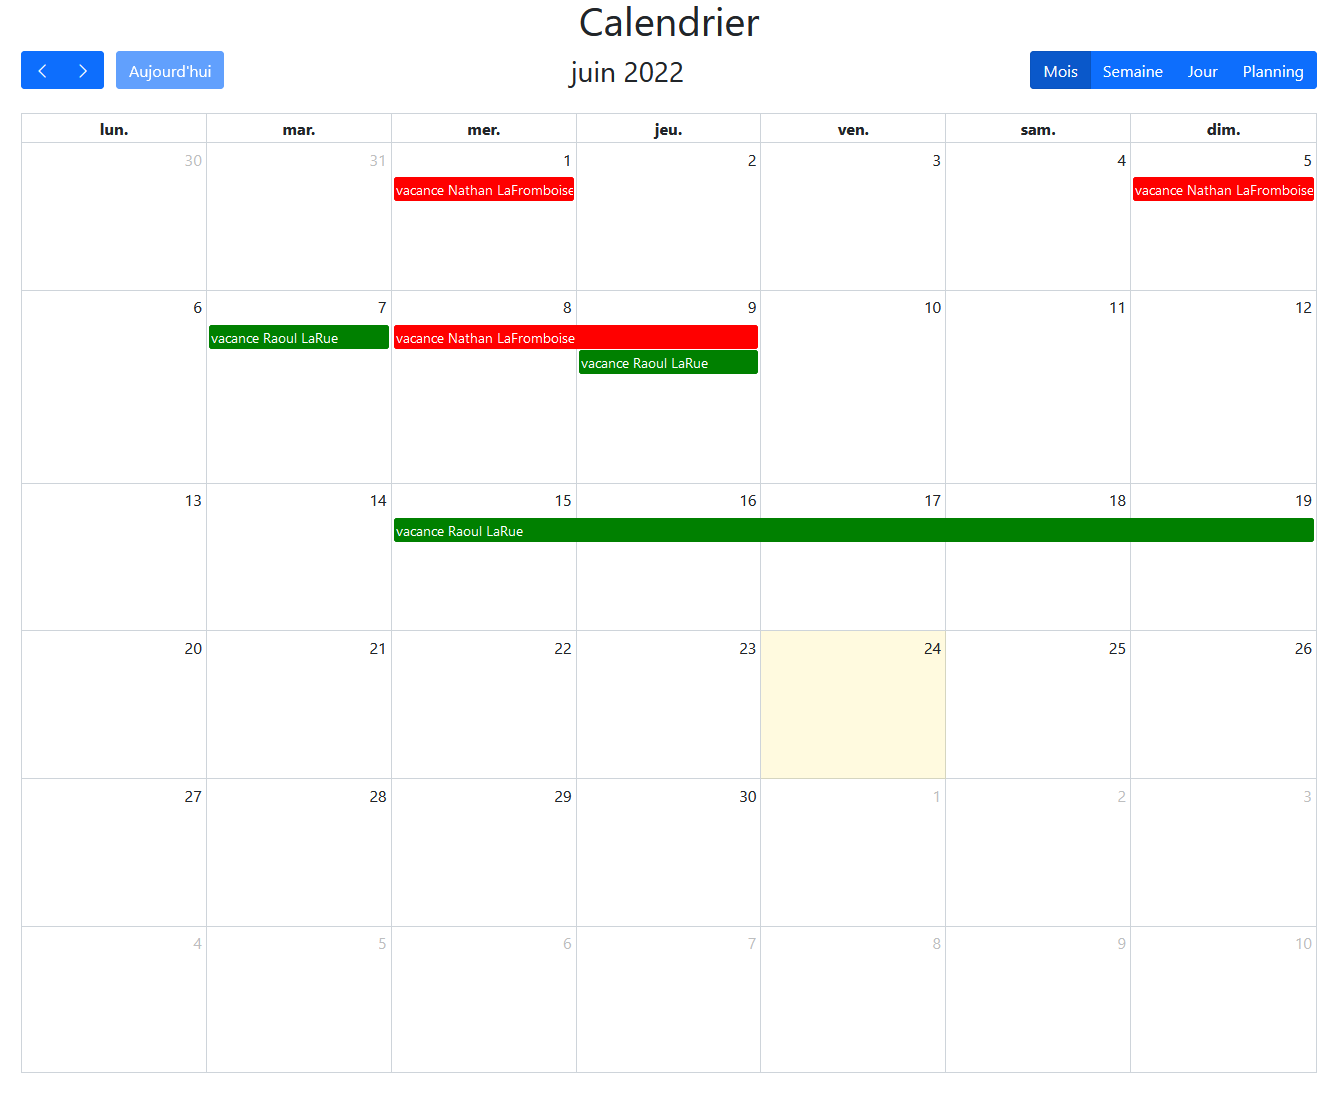 Calendrier
Aujourd'hui
juin 2022
Mois Semaine Jour Planning
lun. mar. mer. jeu. ven. sam. dim.
30 31 1 2 3 4 5
vacance Nathan LaFromboise vacance Nathan LaFromboise
6 7 8 9 10 11 12
vacance Raoul LaRue vacance Nathan LaFromboise
vacance Raoul LaRue
13 14 15 16 17 18 19
vacance Raoul LaRue
20 21 22 23 24 25 26
27 28 29 30 1 2 3
4 5 6 7 8 9 10